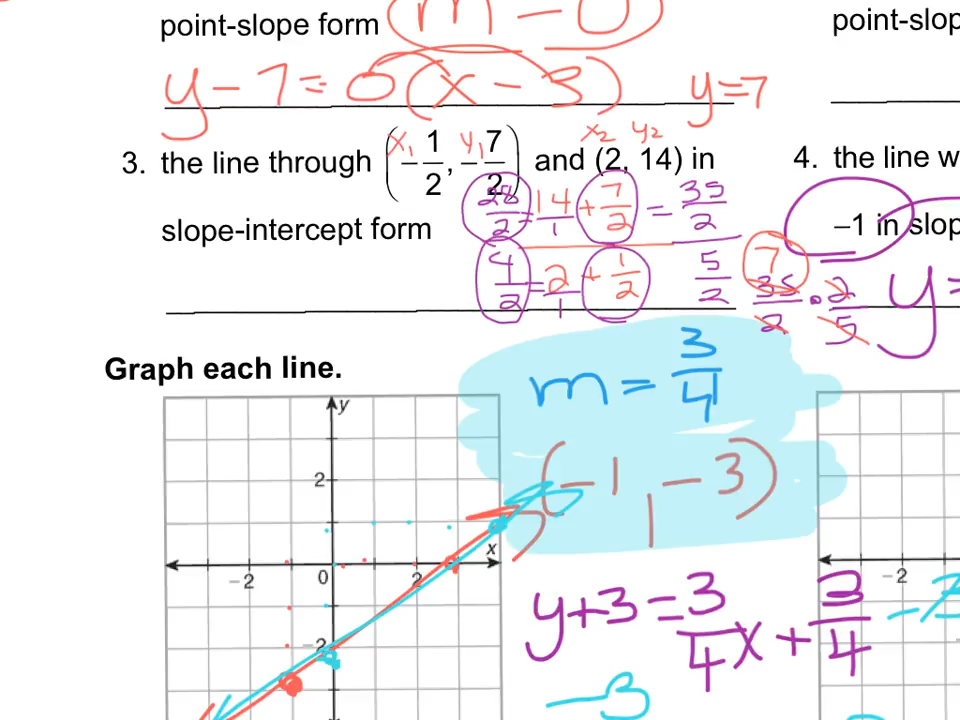 point-slope form m = 0
point-slop
y - 7 = 0(x - 3) y = 7
x₁ y₁ x₂ y₂
3. the line through (-1/2, -7/2) and (2, 14) in
4. the line w
28/2 = 14/1 + 7/2 = 35/2
slope-intercept form
-1 in slop
4/2 = 2/1 + 1/2 5/2
7
35/2 · 2/5 y =
Graph each line.
m = 3/4
(-1, -3)
y
2
x
-2 0 2
-2
-2
y + 3 = 3/4 x + 3/4
-3